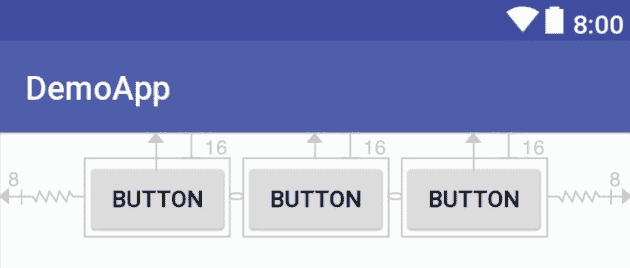 8:00
DemoApp
16 16 16
8 8
BUTTON BUTTON BUTTON